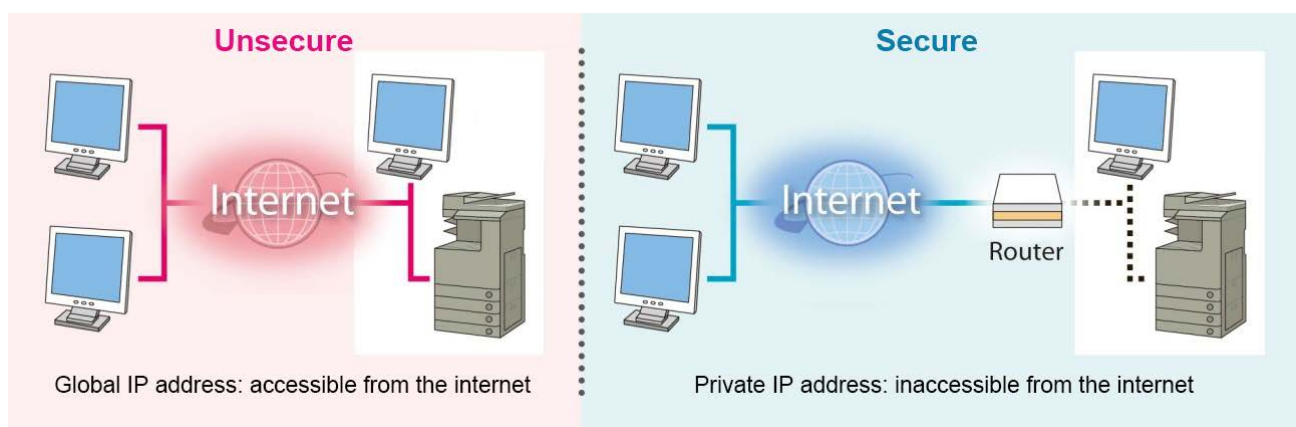 Unsecure
Secure
Internet
Internet
Router
Global IP address: accessible from the internet
Private IP address: inaccessible from the internet